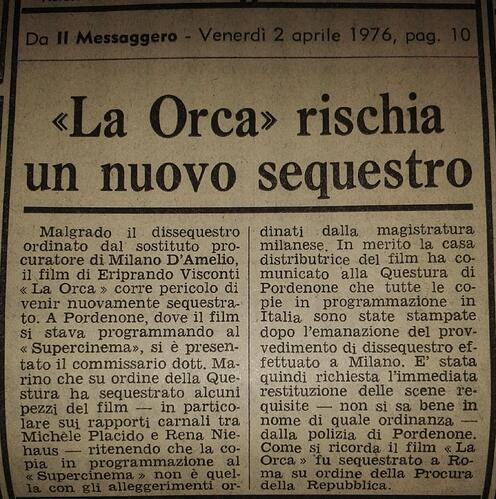 Da Il Messaggero - Venerdì 2 aprile 1976, pag. 10
«La Orca» rischia
un nuovo sequestro
Malgrado il dissequestro
ordinato dal sostituto pro-
curatore di Milano D'Amelio,
il film di Eriprando Visconti
« La Orca » corre pericolo di
venir nuovamente sequestra-
to. A Pordenone, dove il film
si stava programmando al
«Supercinema», si è presen-
tato il commissario dott. Ma-
rino che su ordine della Que-
stura ha sequestrato alcuni
pezzi del film — in partico-
lare sui rapporti carnali tra
Michèle Placido e Rena Nie-
haus — ritenendo che la co-
pia in programmazione al
«Supercinema» non è quel-
la con gli alleggerimenti or-
dinati dalla magistratura
milanese. In merito la casa
distributrice del film ha co-
municato alla Questura di
Pordenone che tutte le co-
pie in programmazione in
Italia sono state stampate
dopo l'emanazione del prov-
vedimento di dissequestro ef-
fettuato a Milano. E' stata
quindi richiesta l'immediata
restituzione delle scene re-
quisite — non si sa bene in
nome di quale ordinanza —
dalla polizia di Pordenone.
Come si ricorda il film «La
Orca» fu sequestrato a Ro-
ma su ordine della Procura
della Repubblica.